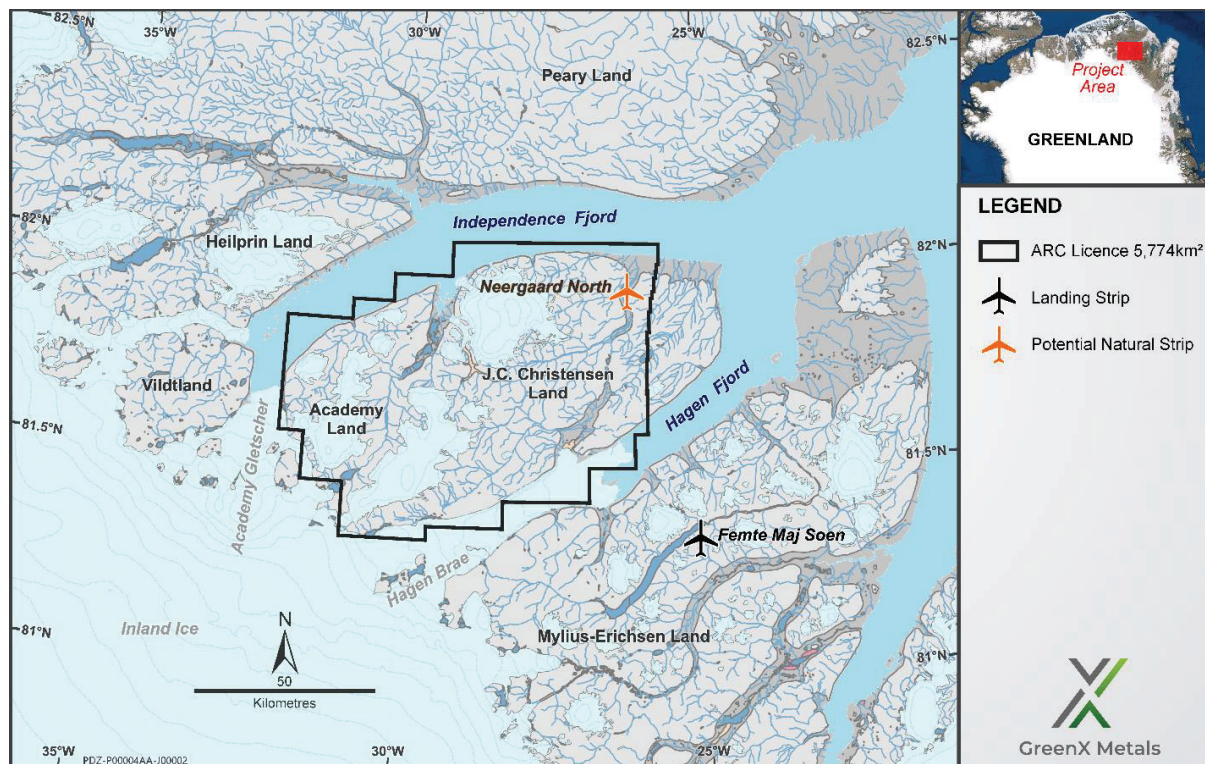 82.5°N
35°W
30°W
25°W
82.5°N
Peary Land
82°N
Independence Fjord
Heilprin Land
82°N
Neergaard North
J.C. Christensen
Land
Hagen Fjord
Vildtland
Academy
Land
81.5°N
81.5°N
Academy Gletscher
Femte Maj Soen
Hagen Brae
Inland Ice
81°N
N
Mylius-Erichsen Land
81°N
50
Kilometres
35°W
30°W
25°W
PDZ-P00004AA-J00002
Project
Area
GREENLAND
LEGEND
ARC Licence 5,774km²
Landing Strip
Potential Natural Strip
GreenX Metals